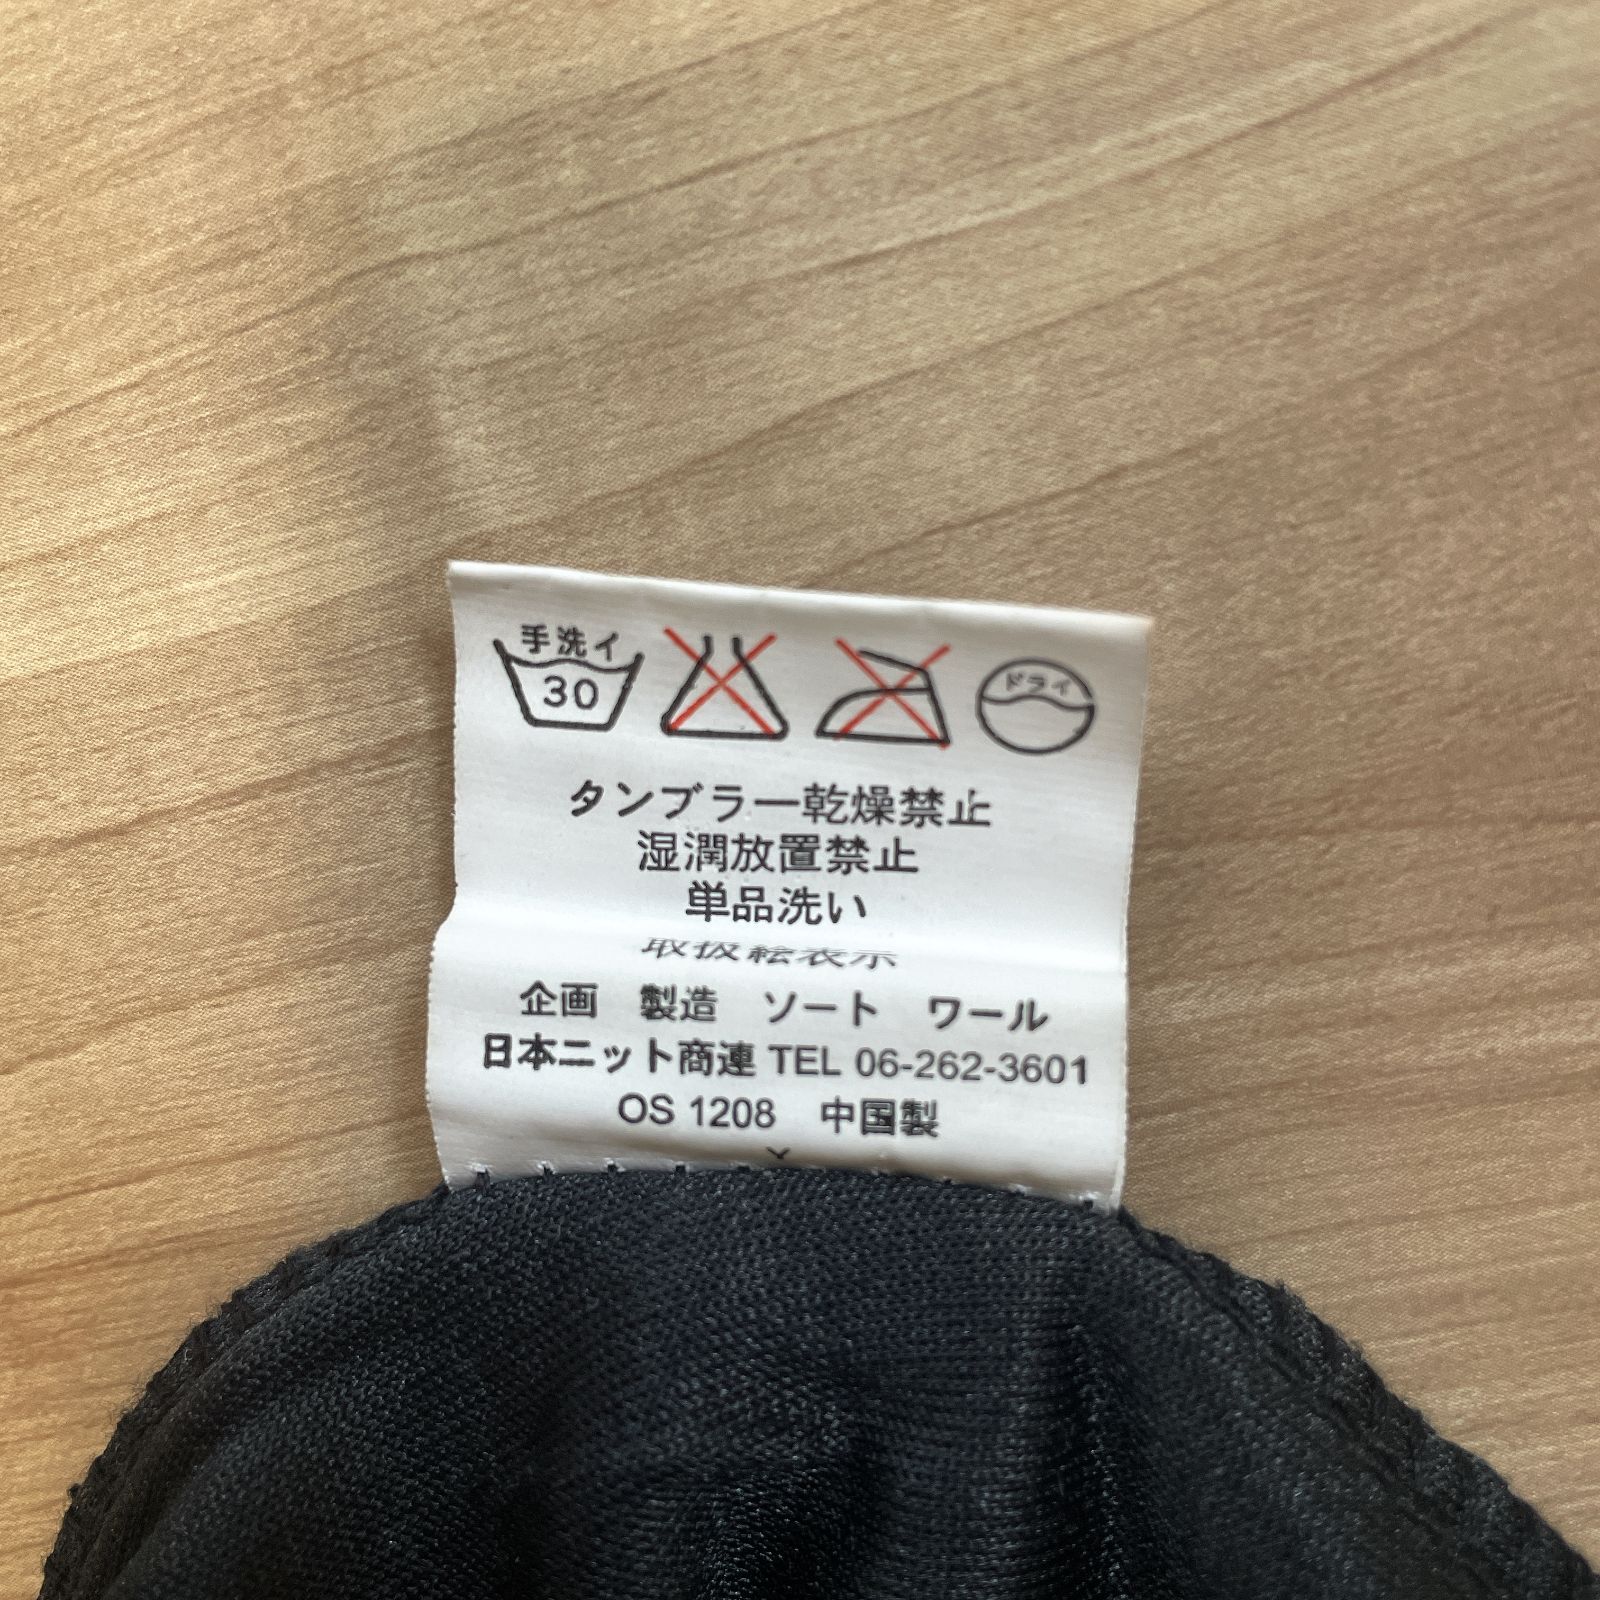 手洗イ
30
ドライ
タンブラー乾燥禁止
湿潤放置禁止
単品洗い
取扱絵表示
企画 製造 ソート ワール
日本ニット商連 TEL 06-262-3601
OS 1208 中国製